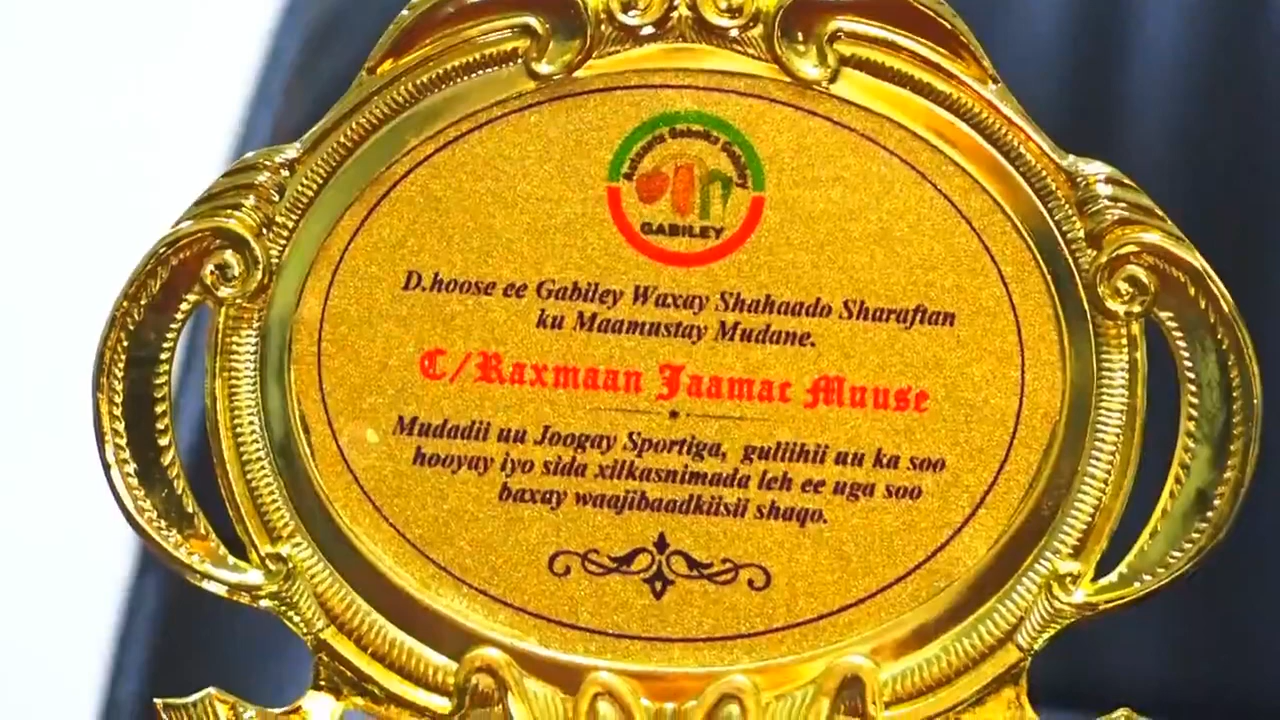 GABILEY
D.hoose ee Gabiley Waxay Shahaado Sharaftan
ku Maamustay Mudane.
C/Raxmaan Jaamac Muuse
Mudadii uu Joogay Sportiga, guliihii uu ka soo
hooyay iyo sida xilkasnimada leh ee uga soo
baxay waajibaadkiisii shaqo.